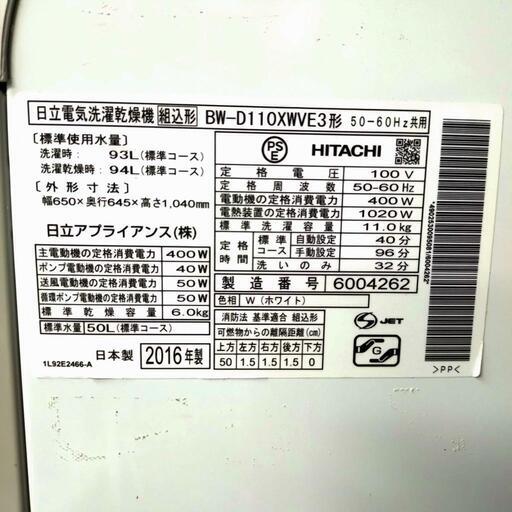 日立電気洗濯乾燥機 組込形 BW-D110XWVE3形 50-60Hz共用
〔標準使用水量〕
洗濯時： 93L(標準コース)
洗濯乾燥時： 94L(標準コース)
〔外形寸法〕
幅650×奥行645×高さ1,040mm
日立アプライアンス(株)
主電動機の定格消費電力 400W
ポンプ電動機の定格消費電力 40W
送風電動機の定格消費電力 50W
循環ポンプ電動機の定格消費電力 50W
標準乾燥容量 6.0kg
標準水量50L(標準コース)
日本製 2016年製
1L92E2466-A
PS
E
HITACHI
定格電圧 100V
定格周波数 50-60Hz
電動機の定格消費電力 400W
電熱装置の定格消費電力 1020W
標準洗濯容量 11.0kg
定格時間 標準コース 自動設定 40分
手動設定 96分
洗いのみ 32分
製造番号 6004262
色相 W(ホワイト)
消防法 基準適合 組込形
可燃物からの離隔距離(cm)
上方 左方 右方 前方 後方 下方
50 1.5 1.5 1.5 0
S JET
G
>PP<